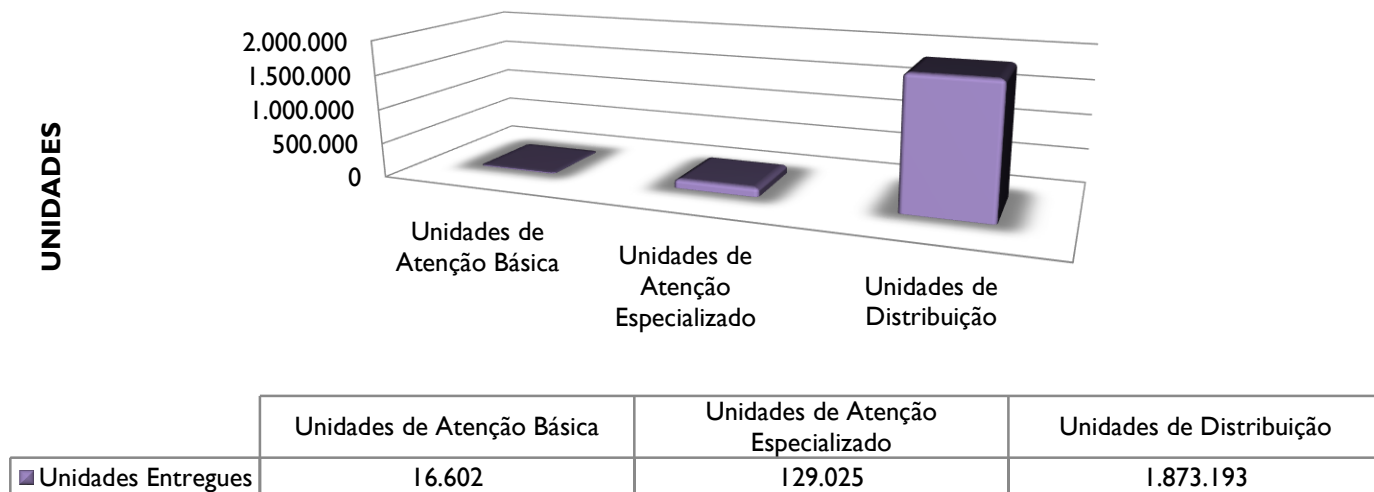 2.000.000
1.500.000
1.000.000
500.000
0
UNIDADES
Unidades de
Atenção Básica
Unidades de
Atenção
Especializado
Unidades de
Distribuição
Unidades de Atenção Básica
Unidades de Atenção
Especializado
Unidades de Distribuição
Unidades Entregues
16.602
129.025
1.873.193